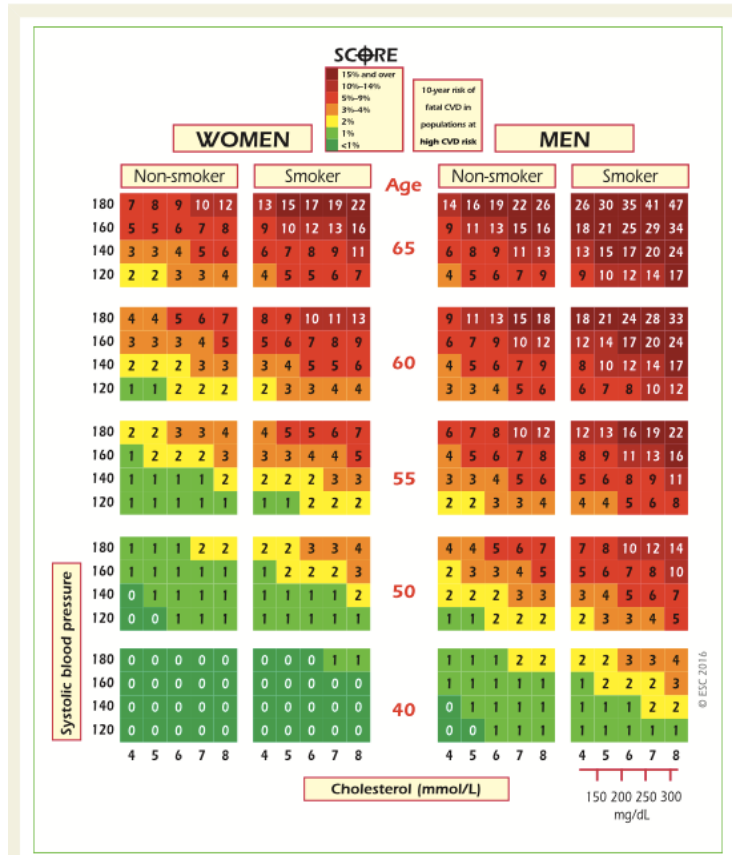 SCORE
15% and over
10%–14%
5%–9%
3%–4%
2%
1%
<1%
10-year risk of
fatal CVD in
populations at
high CVD risk
WOMEN
MEN
Non-smoker Smoker Age Non-smoker Smoker
180 7 8 9 10 12 13 15 17 19 22 14 16 19 22 26 26 30 35 41 47
160 5 5 6 7 8 9 10 12 13 16 9 11 13 15 16 18 21 25 29 34
140 3 3 4 5 6 6 7 8 9 11 65 6 8 9 11 13 13 15 17 20 24
120 2 2 3 3 4 4 5 5 6 7 4 5 6 7 9 9 10 12 14 17
180 4 4 5 6 7 8 9 10 11 13 9 11 13 15 18 18 21 24 28 33
160 3 3 3 4 5 5 6 7 8 9 6 7 9 10 12 12 14 17 20 24
140 2 2 2 3 3 3 4 5 5 6 60 4 5 6 7 9 8 10 12 14 17
120 1 1 2 2 2 2 3 3 4 4 3 3 4 5 6 6 7 8 10 12
180 2 2 3 3 4 4 5 5 6 7 6 7 8 10 12 12 13 16 19 22
160 1 2 2 2 3 3 3 4 4 5 4 5 6 7 8 8 9 11 13 16
140 1 1 1 1 2 2 2 2 3 3 55 3 3 4 5 6 5 6 8 9 11
120 1 1 1 1 1 1 1 2 2 2 2 2 3 3 4 4 4 5 6 8
180 1 1 1 2 2 2 2 3 3 4 4 4 5 6 7 7 8 10 12 14
160 1 1 1 1 1 1 2 2 2 3 2 3 3 4 5 5 6 7 8 10
140 0 1 1 1 1 1 1 1 1 2 50 2 2 2 3 3 3 4 5 6 7
120 0 0 1 1 1 1 1 1 1 1 1 1 2 2 2 2 3 3 4 5
180 0 0 0 0 0 0 0 0 1 1 1 1 1 2 2 2 2 3 3 4
160 0 0 0 0 0 0 0 0 0 0 1 1 1 1 1 1 2 2 2 3
140 0 0 0 0 0 0 0 0 0 0 40 0 1 1 1 1 1 1 1 2 2
120 0 0 0 0 0 0 0 0 0 0 0 0 1 1 1 1 1 1 1 1
4 5 6 7 8 4 5 6 7 8 4 5 6 7 8 4 5 6 7 8
Systolic blood pressure
Cholesterol (mmol/L)
150 200 250 300
mg/dL
© ESC 2016